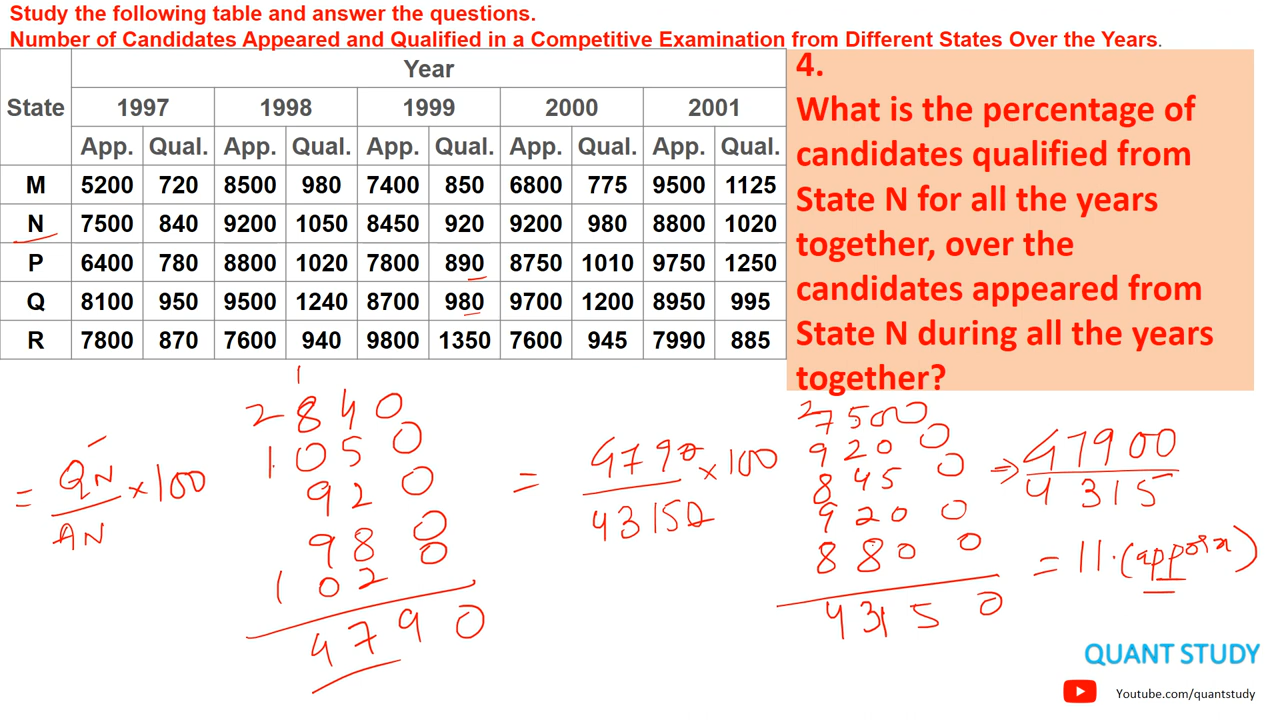 Study the following table and answer the questions.
Number of Candidates Appeared and Qualified in a Competitive Examination from Different States Over the Years.
State Year
1997 1998 1999 2000 2001
App. Qual. App. Qual. App. Qual. App. Qual. App. Qual.
M 5200 720 8500 980 7400 850 6800 775 9500 1125
N 7500 840 9200 1050 8450 920 9200 980 8800 1020
P 6400 780 8800 1020 7800 890 8750 1010 9750 1250
Q 8100 950 9500 1240 8700 980 9700 1200 8950 995
R 7800 870 7600 940 9800 1350 7600 945 7990 885
4.
What is the percentage of
candidates qualified from
State N for all the years
together, over the
candidates appeared from
State N during all the years
together?
= QN/AN × 100
1
2 840
1050
920
980
1020
4790
= 4790/43150 × 100
2 7500
9200
8450
9200
8800
43150
⇒ 47900/4315
= 11. (apporx)
QUANT STUDY
Youtube.com/quantstudy